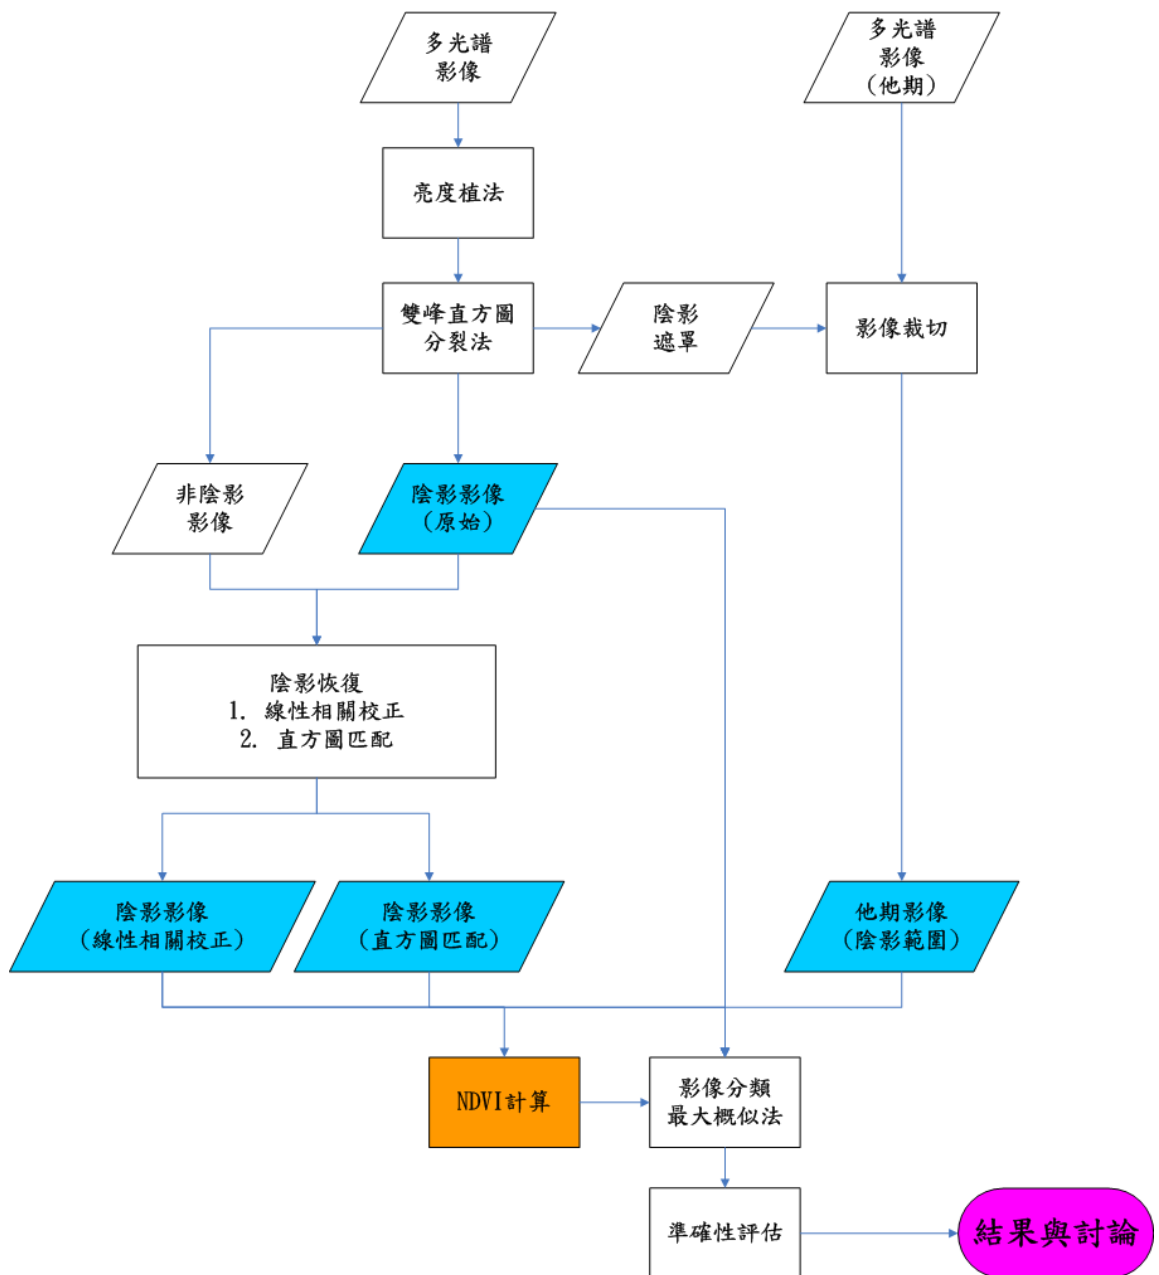 多光譜
影像
多光譜
影像
(他期)
亮度植法
雙峰直方圖
分裂法
陰影
遮罩
影像裁切
非陰影
影像
陰影影像
(原始)
陰影恢復
1. 線性相關校正
2. 直方圖匹配
陰影影像
(線性相關校正)
陰影影像
(直方圖匹配)
他期影像
(陰影範圍)
NDVI計算
影像分類
最大概似法
準確性評估
結果與討論